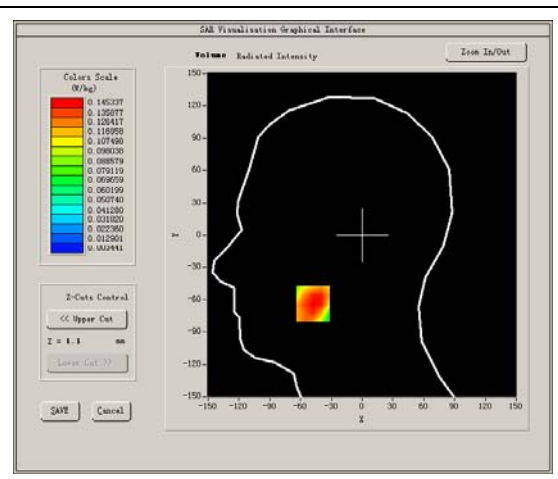 SAR Visualisation Graphical Interface
Volume Radiated Intensity
Zoom In/Out
Colors Scale
(W/kg)
0.145337
0.135877
0.126417
0.116958
0.107498
0.098038
0.088579
0.079119
0.069659
0.060199
0.050740
0.041280
0.031820
0.022360
0.012901
0.003441
Z-Cuts Control
<< Upper Cut
Z = 4.4 mm
Lower Cut >>
SAVE
Cancel
150
120
90
60
30
0
-30
-60
-90
-120
-150
Y
-150 -120 -90 -60 -30 0 30 60 90 120 150
X